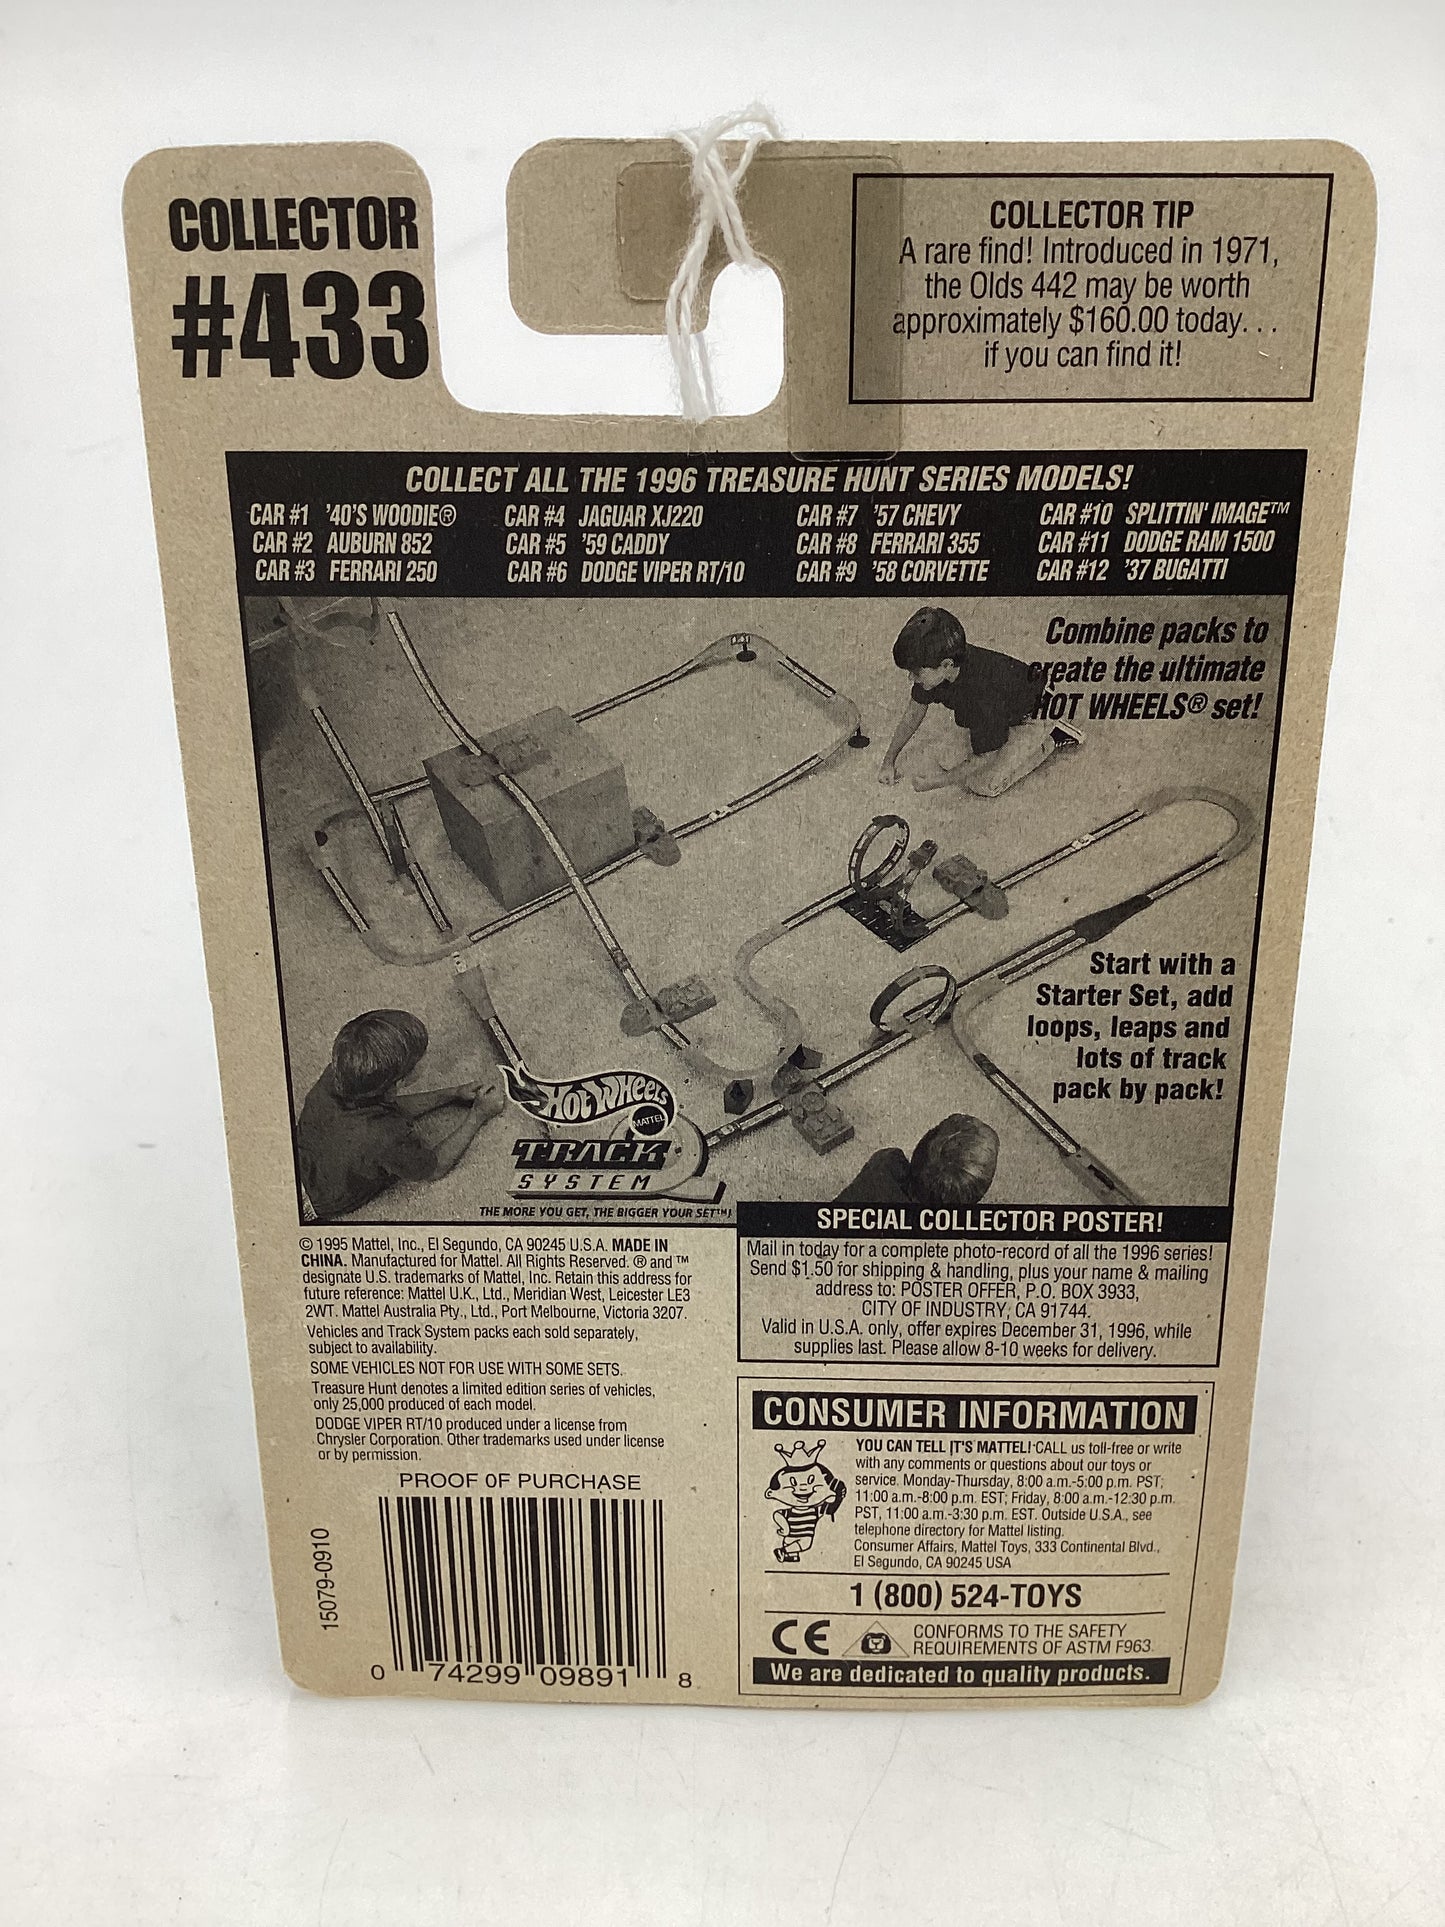 COLLECTOR
#433
COLLECTOR TIP
A rare find! Introduced in 1971,
the Olds 442 may be worth
approximately $160.00 today. . .
if you can find it!
COLLECT ALL THE 1996 TREASURE HUNT SERIES MODELS!
CAR #1 '40'S WOODIE®
CAR #2 AUBURN 852
CAR #3 FERRARI 250
CAR #4 JAGUAR XJ220
CAR #5 '59 CADDY
CAR #6 DODGE VIPER RT/10
CAR #7 '57 CHEVY
CAR #8 FERRARI 355
CAR #9 '58 CORVETTE
CAR #10 SPLITTIN' IMAGE™
CAR #11 DODGE RAM 1500
CAR #12 '37 BUGATTI
Combine packs to
create the ultimate
HOT WHEELS® set!
Start with a
Starter Set, add
loops, leaps and
lots of track
pack by pack!
HOT WHEELS
MATTEL
TRACK
SYSTEM
THE MORE YOU GET, THE BIGGER YOUR SET™!
© 1995 Mattel, Inc., El Segundo, CA 90245 U.S.A. MADE IN
CHINA. Manufactured for Mattel. All Rights Reserved. ® and ™
designate U.S. trademarks of Mattel, Inc. Retain this address for
future reference: Mattel U.K., Ltd., Meridian West, Leicester LE3
2WT. Mattel Australia Pty., Ltd., Port Melbourne, Victoria 3207.
Vehicles and Track System packs each sold separately,
subject to availability.
SOME VEHICLES NOT FOR USE WITH SOME SETS.
Treasure Hunt denotes a limited edition series of vehicles,
only 25,000 produced of each model.
DODGE VIPER RT/10 produced under a license from
Chrysler Corporation. Other trademarks used under license
or by permission.
PROOF OF PURCHASE
15079-0910
0 74299 09891 8
SPECIAL COLLECTOR POSTER!
Mail in today for a complete photo-record of all the 1996 series!
Send $1.50 for shipping & handling, plus your name & mailing
address to: POSTER OFFER, P.O. BOX 3933,
CITY OF INDUSTRY, CA 91744.
Valid in U.S.A. only, offer expires December 31, 1996, while
supplies last. Please allow 8-10 weeks for delivery.
CONSUMER INFORMATION
YOU CAN TELL IT'S MATTEL! CALL us toll-free or write
with any comments or questions about our toys or
service. Monday-Thursday, 8:00 a.m.-5:00 p.m. PST;
11:00 a.m.-8:00 p.m. EST; Friday, 8:00 a.m.-12:30 p.m.
PST, 11:00 a.m.-3:30 p.m. EST. Outside U.S.A., see
telephone directory for Mattel listing.
Consumer Affairs, Mattel Toys, 333 Continental Blvd.,
El Segundo, CA 90245 USA
1 (800) 524-TOYS
CE
CONFORMS TO THE SAFETY
REQUIREMENTS OF ASTM F963.
We are dedicated to quality products.